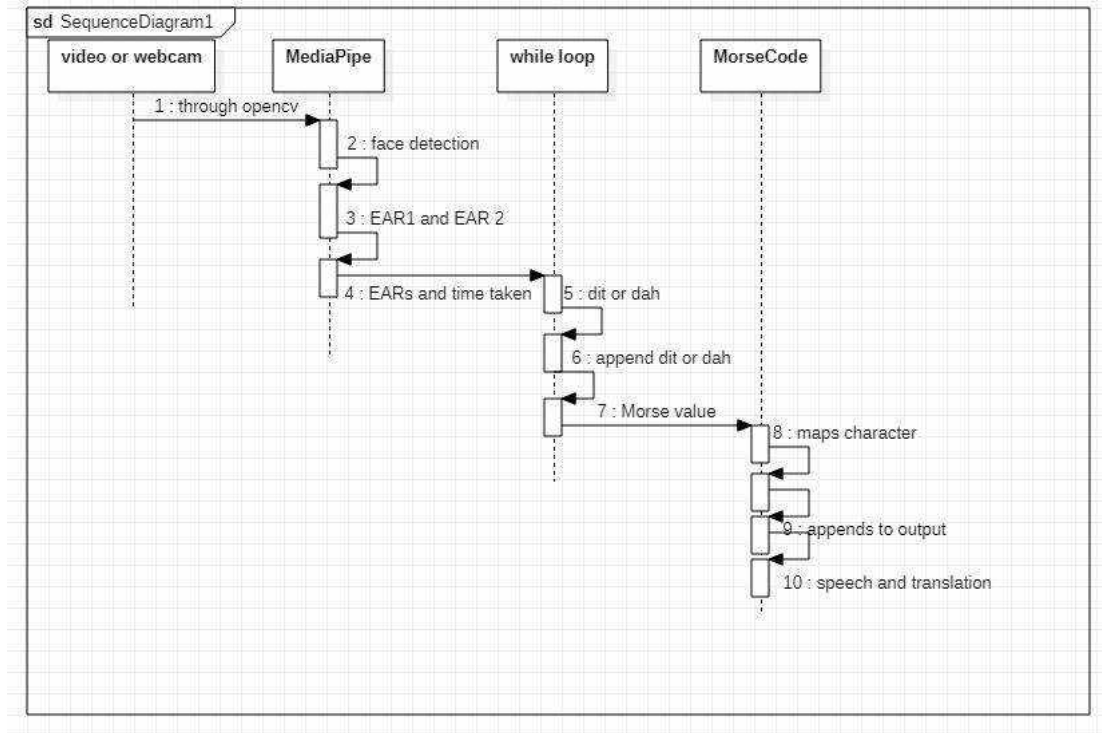 sd SequenceDiagram1
video or webcam
MediaPipe
while loop
MorseCode
1 : through opencv
2 : face detection
3 : EAR1 and EAR 2
4 : EARs and time taken
5 : dit or dah
6 : append dit or dah
7 : Morse value
8 : maps character
9 : appends to output
10 : speech and translation